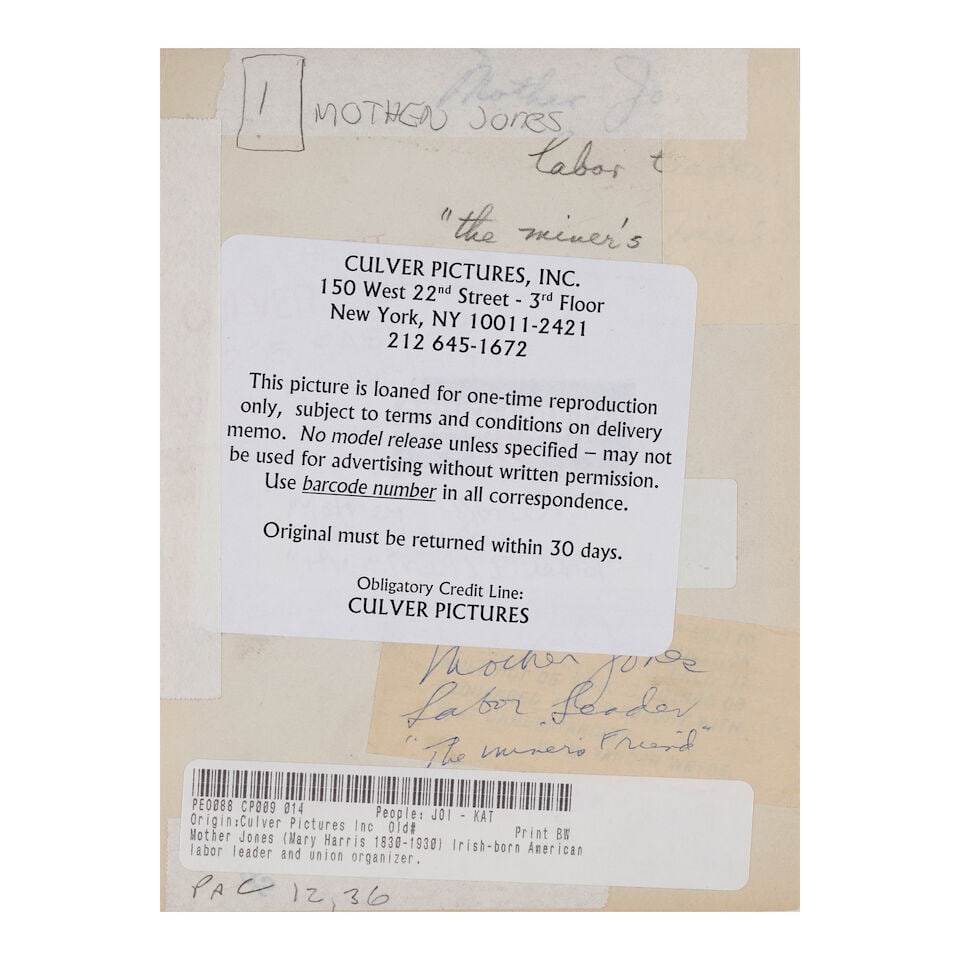 1
Mother Jo
MOTHER JONES
Labor
"the miner's
CULVER PICTURES, INC.
150 West 22nd Street - 3rd Floor
New York, NY 10011-2421
212 645-1672
This picture is loaned for one-time reproduction
only, subject to terms and conditions on delivery
memo. No model release unless specified – may not
be used for advertising without written permission.
Use barcode number in all correspondence.
Original must be returned within 30 days.
Obligatory Credit Line:
CULVER PICTURES
Mother Jones
Labor Leader
"The miner's Friend"
PE0088 CP009 014 People: JOI - KAT
Origin:Culver Pictures Inc Old# Print BW
Mother Jones (Mary Harris 1830-1930) Irish-born American
labor leader and union organizer.
PAC 12,36